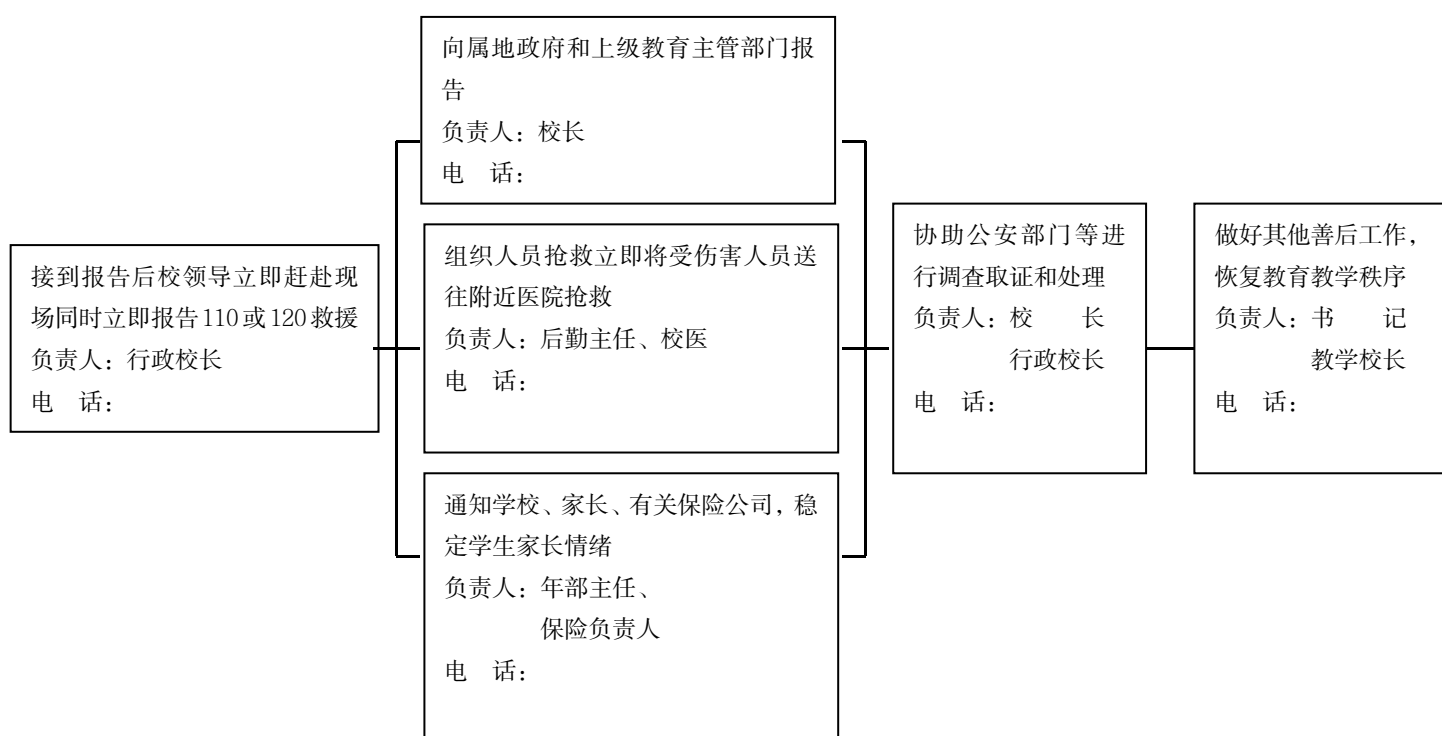 接到报告后校领导立即赶赴现
场同时立即报告110或120救援
负责人：行政校长
电　话：
向属地政府和上级教育主管部门报
告
负责人：校长
电　话：
组织人员抢救立即将受伤害人员送
往附近医院抢救
负责人：后勤主任、校医
电　话：
通知学校、家长、有关保险公司，稳
定学生家长情绪
负责人：年部主任、
保险负责人
电　话：
协助公安部门等进
行调查取证和处理
负责人：校　　长
行政校长
电　话：
做好其他善后工作，
恢复教育教学秩序
负责人：书　　记
教学校长
电　话：